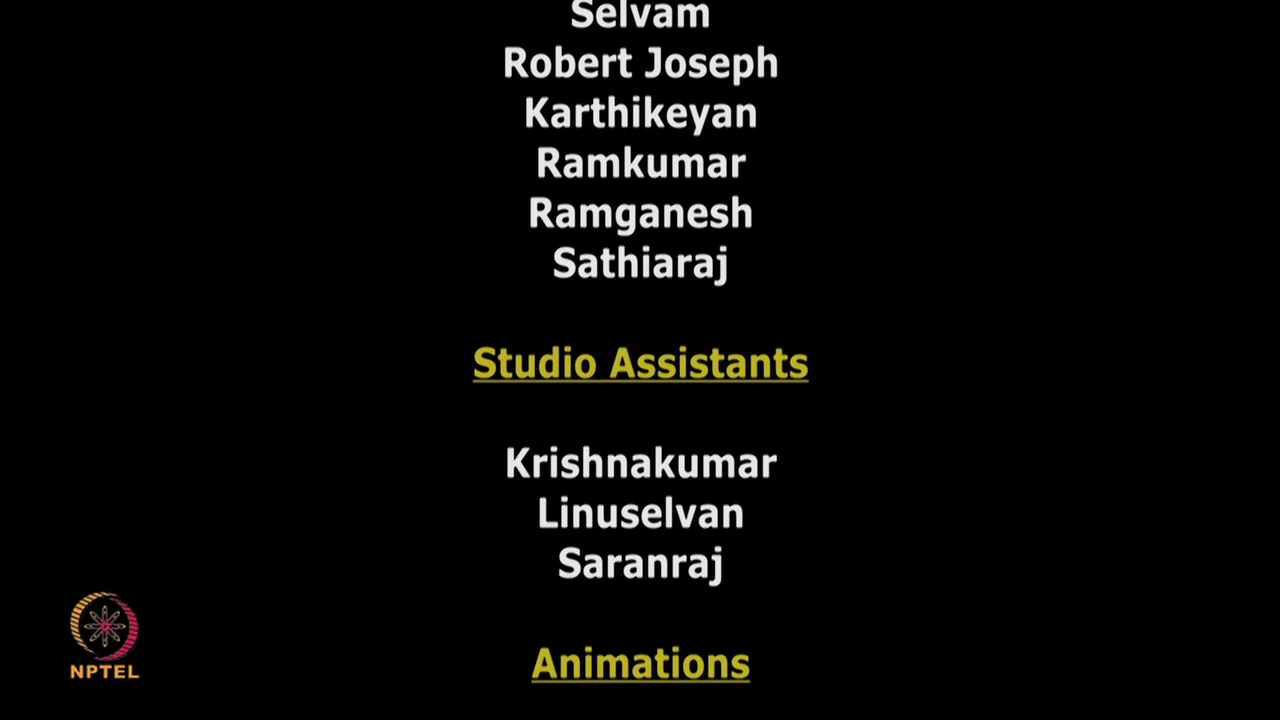 Selvam
Robert Joseph
Karthikeyan
Ramkumar
Ramganesh
Sathiaraj
Studio Assistants
Krishnakumar
Linuselvan
Saranraj
Animations
NPTEL